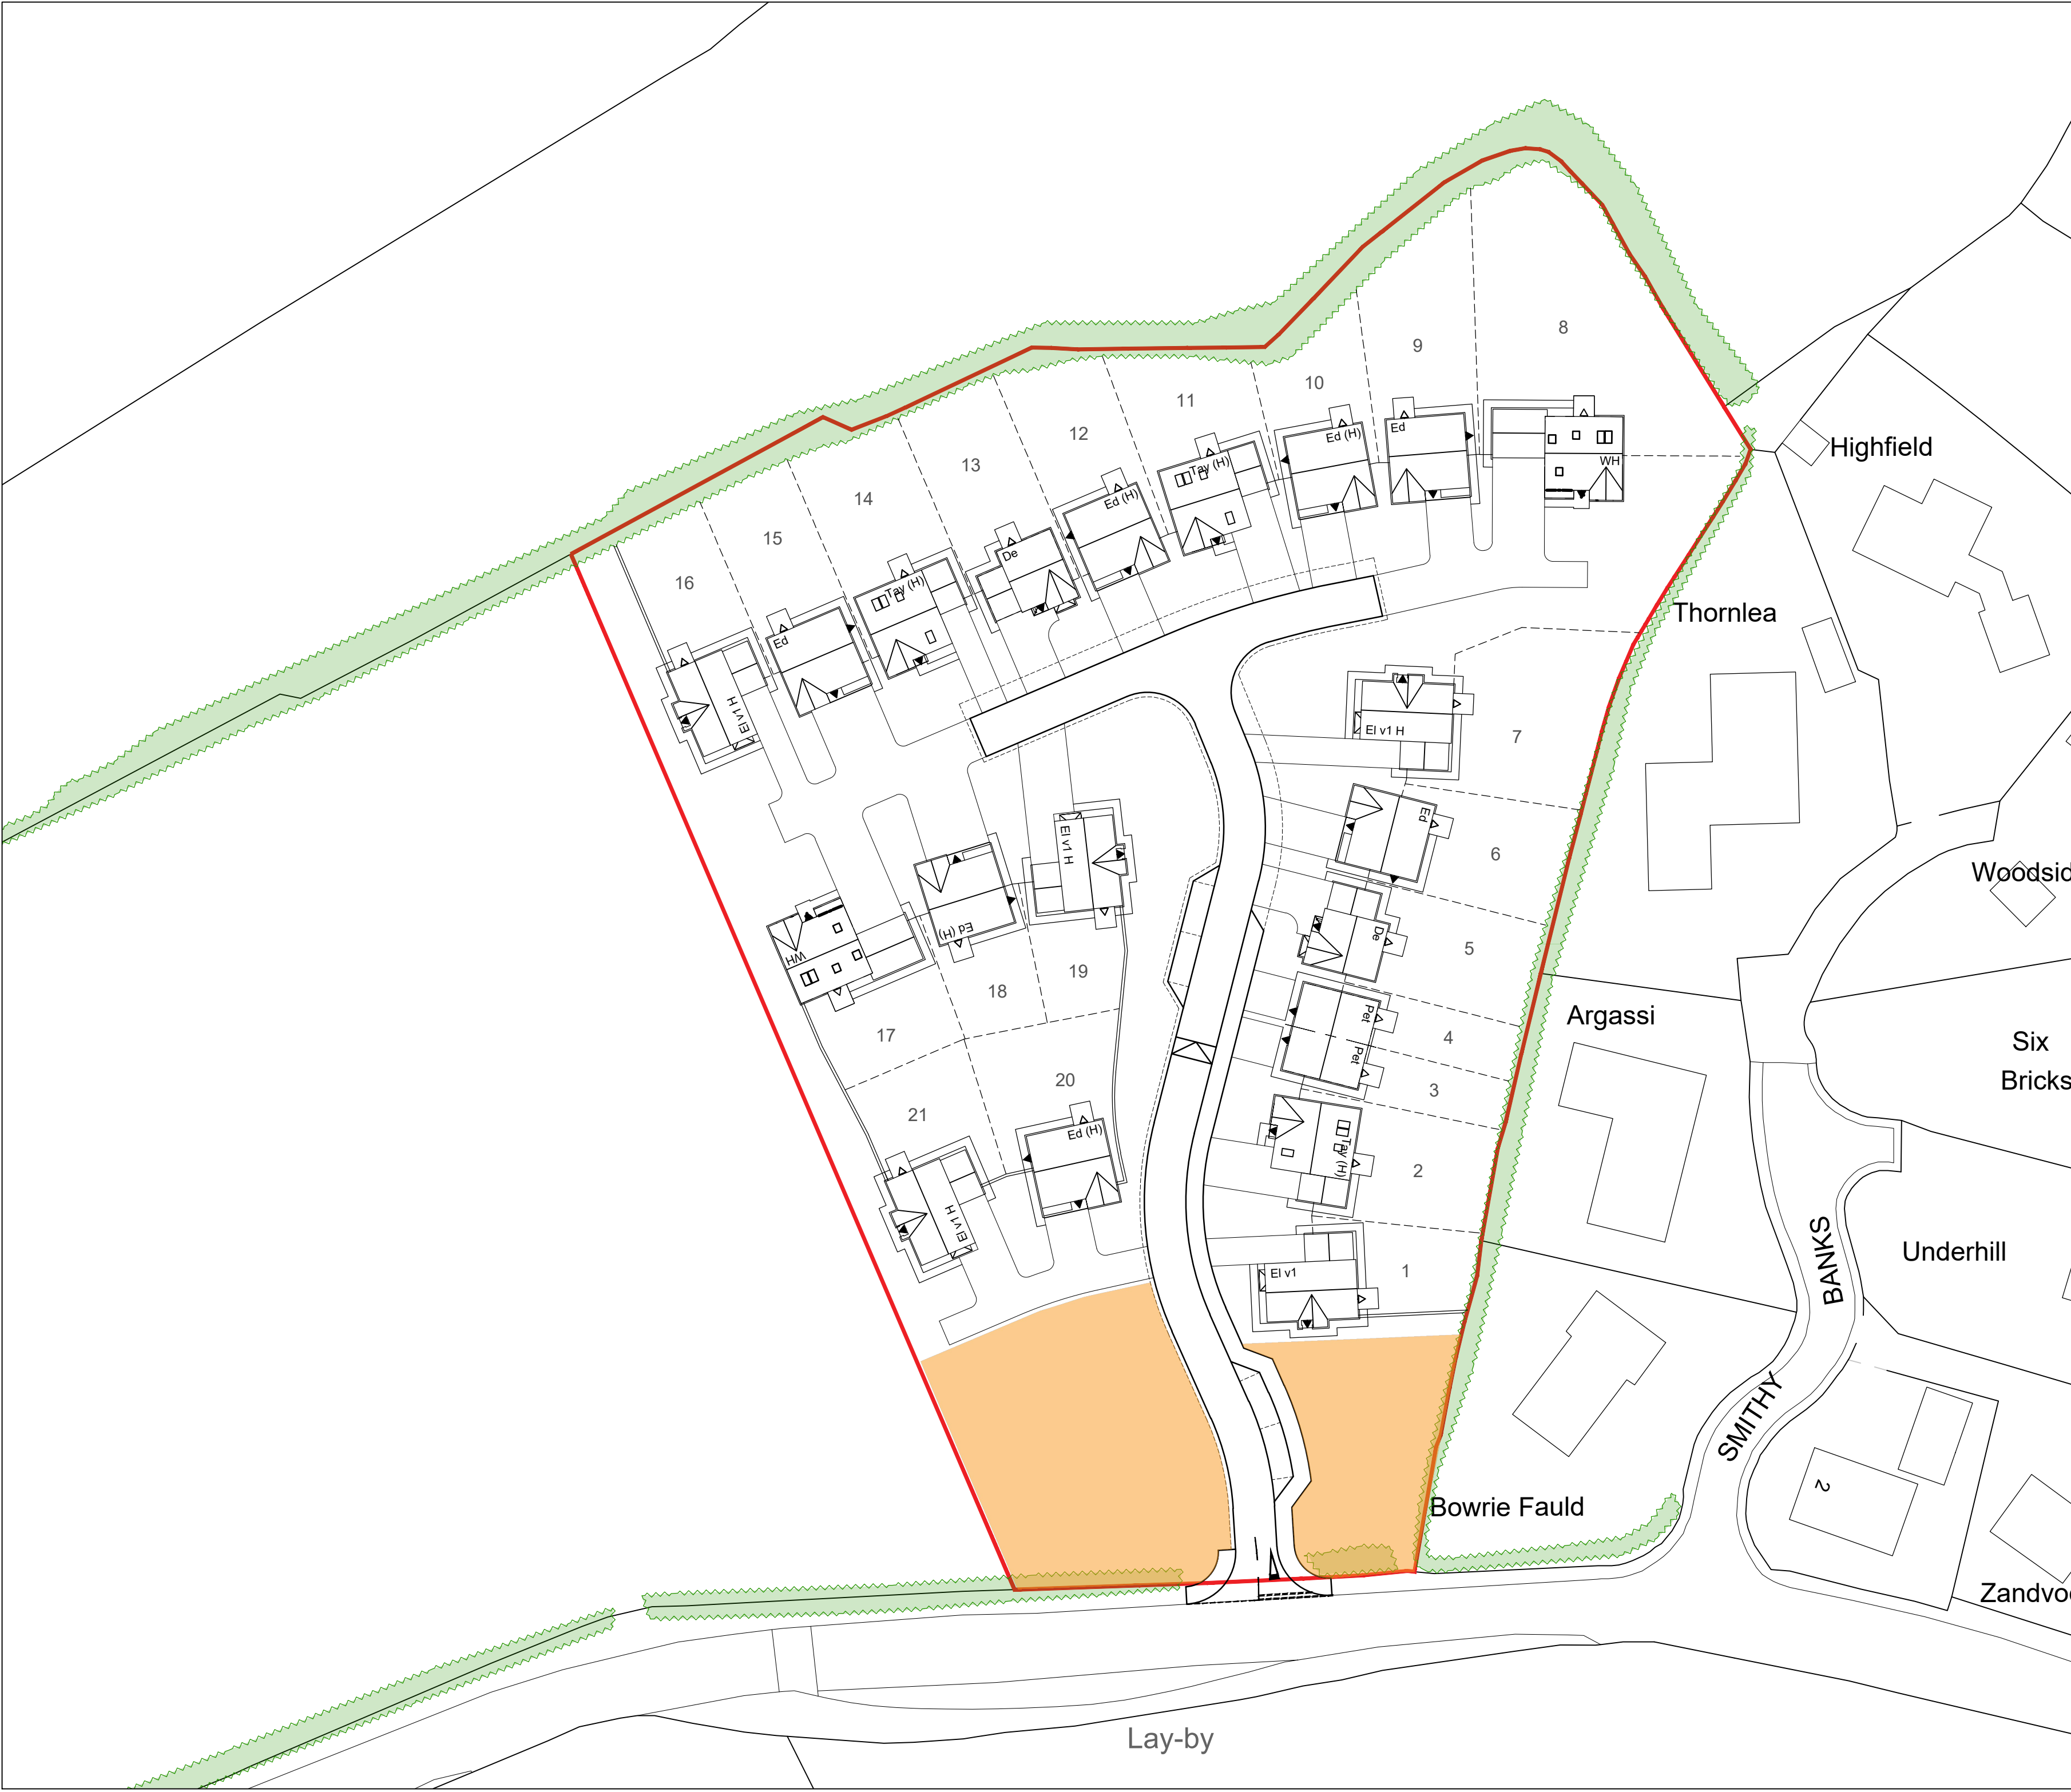 8
9
10
11
12
13
14
15
16
Ed (H)
Ed
WH
Tay (H)
Ed (H)
De
Tay (H)
Ed
El v1 H
Highfield
Thornlea
El v1 H
7
Ed
6
De
5
Pet
4
Pet
3
Tay (H)
2
El v1
1
El v1 H
Ed (H)
WH
19
18
17
20
21
Ed (H)
El v1 H
Argassi
Six
Bricks
Underhill
SMITHY BANKS
2
Bowrie Fauld
Lay-by